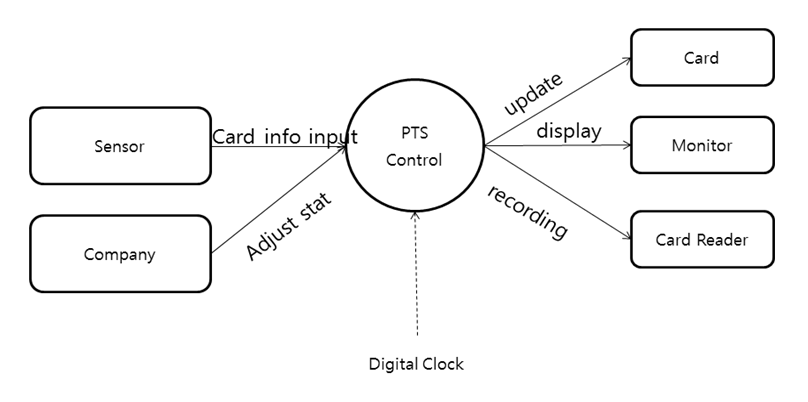 Sensor
Company
Card info input
Adjust stat
PTS
Control
Digital Clock
update
display
recording
Card
Monitor
Card Reader